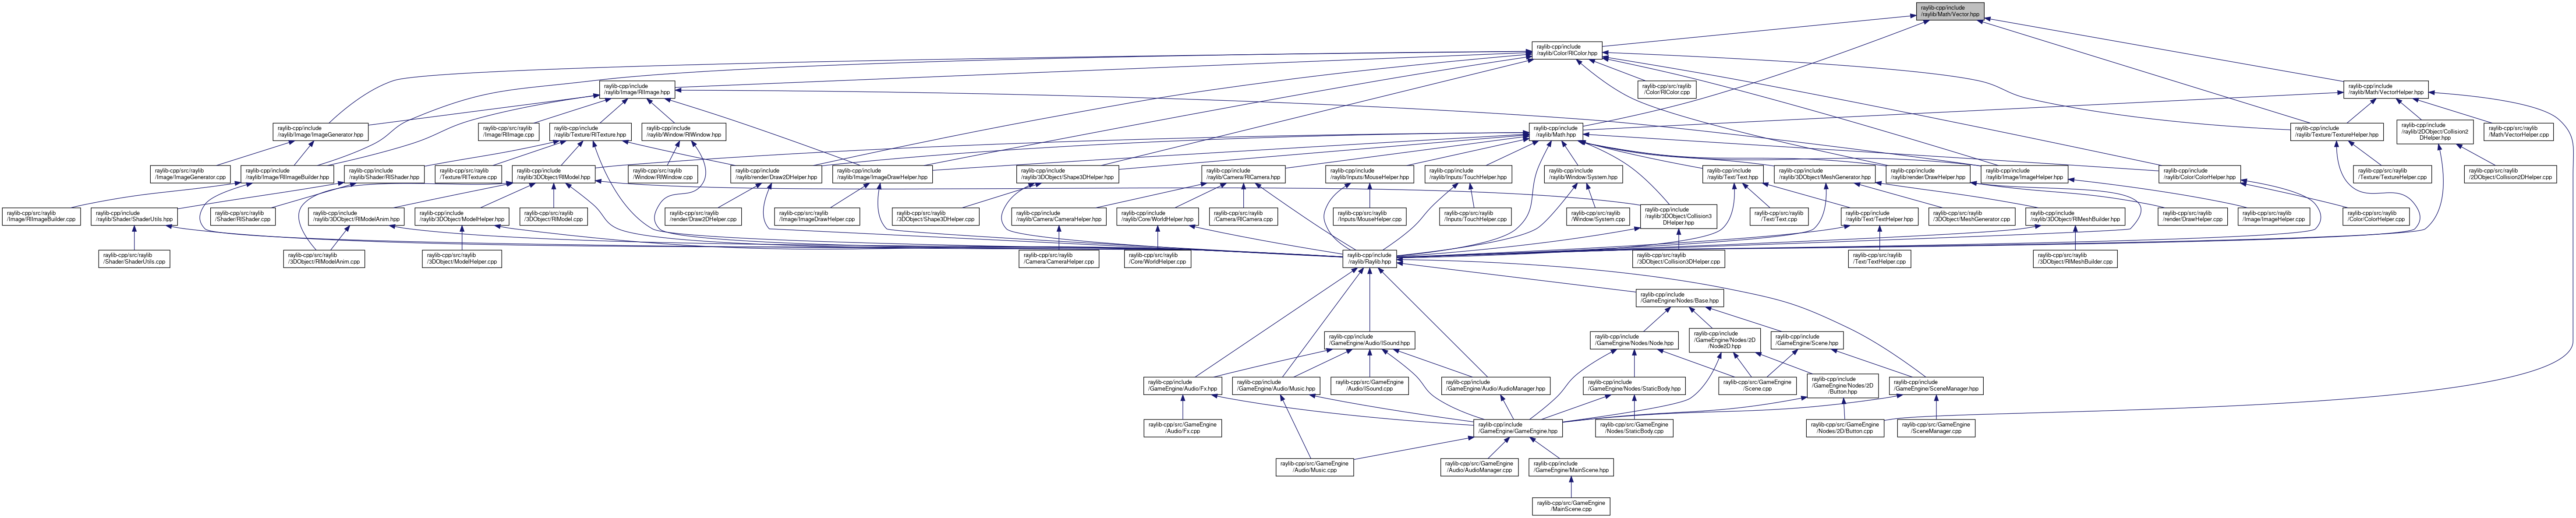 raylib-cpp/include
/raylib/Math/Vector.hpp
raylib-cpp/include
/raylib/Color/RlColor.hpp
raylib-cpp/include
/raylib/Image/RlImage.hpp
raylib-cpp/src/raylib
/Color/RlColor.cpp
raylib-cpp/include
/raylib/Math/VectorHelper.hpp
raylib-cpp/include
/raylib/Image/ImageGenerator.hpp
raylib-cpp/src/raylib
/Image/RlImage.cpp
raylib-cpp/include
/raylib/Texture/RlTexture.hpp
raylib-cpp/include
/raylib/Window/RlWindow.hpp
raylib-cpp/include
/raylib/Math.hpp
raylib-cpp/include
/raylib/Texture/TextureHelper.hpp
raylib-cpp/include
/raylib/2DObject/Collision2
DHelper.hpp
raylib-cpp/src/raylib
/Math/VectorHelper.cpp
raylib-cpp/src/raylib
/Image/ImageGenerator.cpp
raylib-cpp/include
/raylib/Image/RlImageBuilder.hpp
raylib-cpp/include
/raylib/Shader/RlShader.hpp
raylib-cpp/src/raylib
/Texture/RlTexture.cpp
raylib-cpp/include
/raylib/3DObject/RlModel.hpp
raylib-cpp/src/raylib
/Window/RlWindow.cpp
raylib-cpp/include
/raylib/render/Draw2DHelper.hpp
raylib-cpp/include
/raylib/Image/ImageDrawHelper.hpp
raylib-cpp/include
/raylib/3DObject/Shape3DHelper.hpp
raylib-cpp/include
/raylib/Camera/RlCamera.hpp
raylib-cpp/include
/raylib/Inputs/MouseHelper.hpp
raylib-cpp/include
/raylib/Inputs/TouchHelper.hpp
raylib-cpp/include
/raylib/Window/System.hpp
raylib-cpp/include
/raylib/Text/Text.hpp
raylib-cpp/include
/raylib/3DObject/MeshGenerator.hpp
raylib-cpp/include
/raylib/render/DrawHelper.hpp
raylib-cpp/include
/raylib/Image/ImageHelper.hpp
raylib-cpp/include
/raylib/Color/ColorHelper.hpp
raylib-cpp/src/raylib
/Texture/TextureHelper.cpp
raylib-cpp/src/raylib
/2DObject/Collision2DHelper.cpp
raylib-cpp/src/raylib
/Image/RlImageBuilder.cpp
raylib-cpp/include
/raylib/Shader/ShaderUtils.hpp
raylib-cpp/src/raylib
/Shader/RlShader.cpp
raylib-cpp/include
/raylib/3DObject/RlModelAnim.hpp
raylib-cpp/include
/raylib/3DObject/ModelHelper.hpp
raylib-cpp/src/raylib
/3DObject/RlModel.cpp
raylib-cpp/src/raylib
/render/Draw2DHelper.cpp
raylib-cpp/src/raylib
/Image/ImageDrawHelper.cpp
raylib-cpp/src/raylib
/3DObject/Shape3DHelper.cpp
raylib-cpp/include
/raylib/Camera/CameraHelper.hpp
raylib-cpp/include
/raylib/Core/WorldHelper.hpp
raylib-cpp/src/raylib
/Camera/RlCamera.cpp
raylib-cpp/src/raylib
/Inputs/MouseHelper.cpp
raylib-cpp/src/raylib
/Inputs/TouchHelper.cpp
raylib-cpp/src/raylib
/Window/System.cpp
raylib-cpp/include
/raylib/3DObject/Collision3
DHelper.hpp
raylib-cpp/src/raylib
/Text/Text.cpp
raylib-cpp/include
/raylib/Text/TextHelper.hpp
raylib-cpp/src/raylib
/3DObject/MeshGenerator.cpp
raylib-cpp/include
/raylib/3DObject/RlMeshBuilder.hpp
raylib-cpp/src/raylib
/render/DrawHelper.cpp
raylib-cpp/src/raylib
/Image/ImageHelper.cpp
raylib-cpp/src/raylib
/Color/ColorHelper.cpp
raylib-cpp/src/raylib
/Shader/ShaderUtils.cpp
raylib-cpp/src/raylib
/3DObject/RlModelAnim.cpp
raylib-cpp/src/raylib
/3DObject/ModelHelper.cpp
raylib-cpp/src/raylib
/Camera/CameraHelper.cpp
raylib-cpp/src/raylib
/Core/WorldHelper.cpp
raylib-cpp/include
/raylib/Raylib.hpp
raylib-cpp/src/raylib
/3DObject/Collision3DHelper.cpp
raylib-cpp/src/raylib
/Text/TextHelper.cpp
raylib-cpp/src/raylib
/3DObject/RlMeshBuilder.cpp
raylib-cpp/include
/GameEngine/Nodes/Base.hpp
raylib-cpp/include
/GameEngine/Audio/ISound.hpp
raylib-cpp/include
/GameEngine/Nodes/Node.hpp
raylib-cpp/include
/GameEngine/Nodes/2D
/Node2D.hpp
raylib-cpp/include
/GameEngine/Scene.hpp
raylib-cpp/include
/GameEngine/Audio/Fx.hpp
raylib-cpp/include
/GameEngine/Audio/Music.hpp
raylib-cpp/src/GameEngine
/Audio/ISound.cpp
raylib-cpp/include
/GameEngine/Audio/AudioManager.hpp
raylib-cpp/include
/GameEngine/Nodes/StaticBody.hpp
raylib-cpp/src/GameEngine
/Scene.cpp
raylib-cpp/include
/GameEngine/Nodes/2D
/Button.hpp
raylib-cpp/include
/GameEngine/SceneManager.hpp
raylib-cpp/src/GameEngine
/Audio/Fx.cpp
raylib-cpp/include
/GameEngine/GameEngine.hpp
raylib-cpp/src/GameEngine
/Nodes/StaticBody.cpp
raylib-cpp/src/GameEngine
/Nodes/2D/Button.cpp
raylib-cpp/src/GameEngine
/SceneManager.cpp
raylib-cpp/src/GameEngine
/Audio/Music.cpp
raylib-cpp/src/GameEngine
/Audio/AudioManager.cpp
raylib-cpp/include
/GameEngine/MainScene.hpp
raylib-cpp/src/GameEngine
/MainScene.cpp